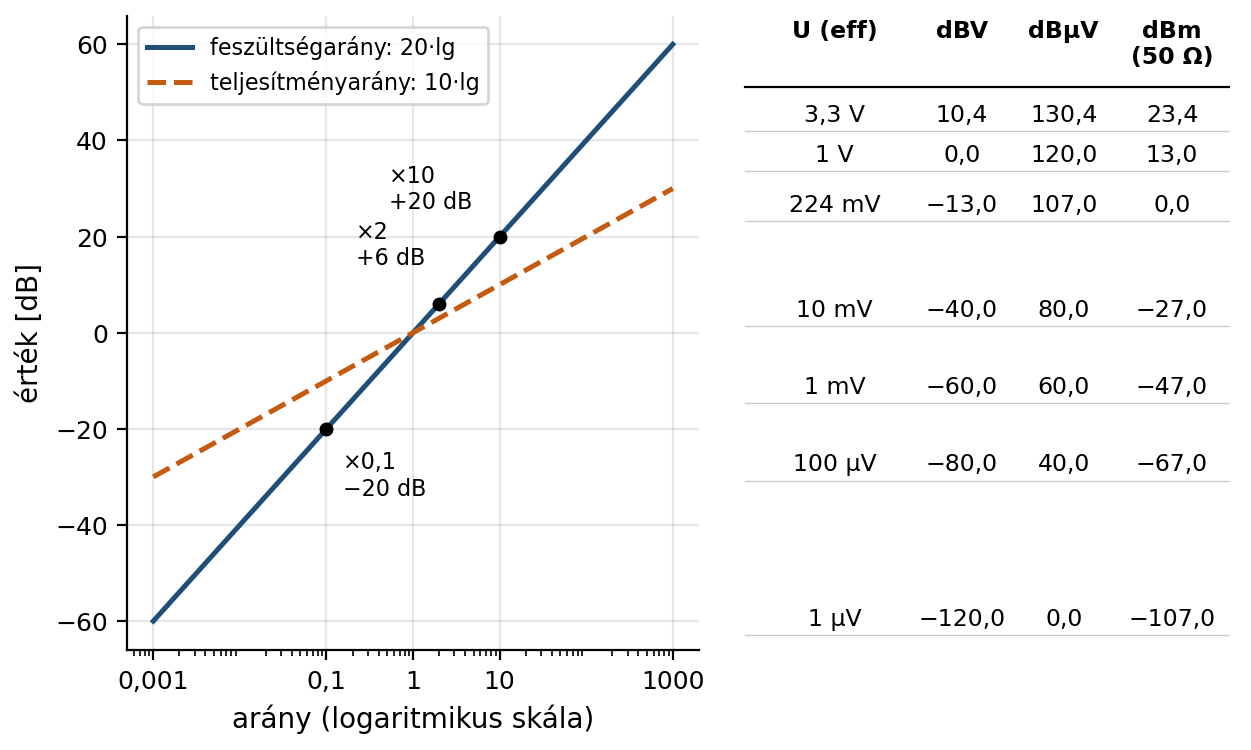 feszültségarány: 20·lg
teljesítményarány: 10·lg
×10
+20 dB
×2
+6 dB
×0,1
−20 dB
60
40
20
0
−20
−40
−60
érték [dB]
0,001
0,1
1
10
1000
arány (logaritmikus skála)
U (eff) dBV dBµV dBm
(50 Ω)
3,3 V 10,4 130,4 23,4
1 V 0,0 120,0 13,0
224 mV −13,0 107,0 0,0
10 mV −40,0 80,0 −27,0
1 mV −60,0 60,0 −47,0
100 µV −80,0 40,0 −67,0
1 µV −120,0 0,0 −107,0